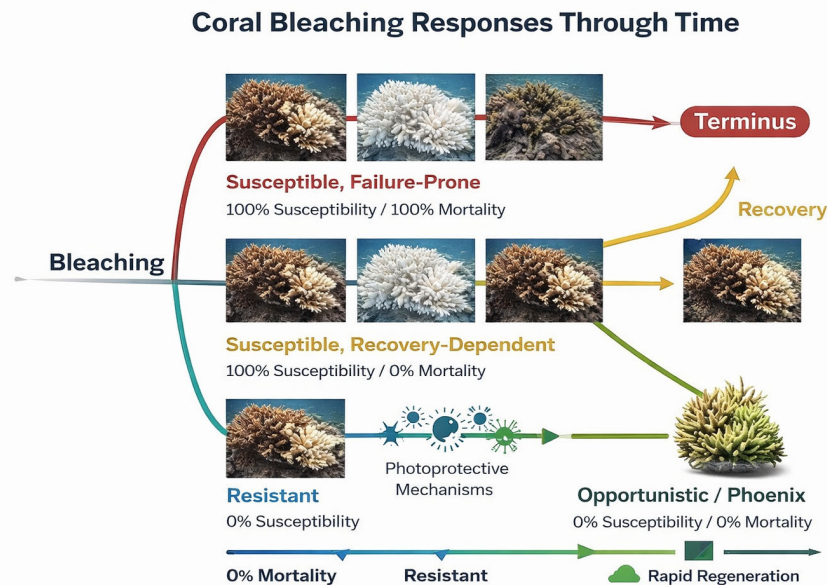 Coral Bleaching Responses Through Time
Terminus
Susceptible, Failure-Prone
100% Susceptibility / 100% Mortality
Recovery
Bleaching
Susceptible, Recovery-Dependent
100% Susceptibility / 0% Mortality
Photoprotective
Mechanisms
Resistant
0% Susceptibility
Opportunistic / Phoenix
0% Susceptibility / 0% Mortality
0% Mortality
Resistant
Rapid Regeneration